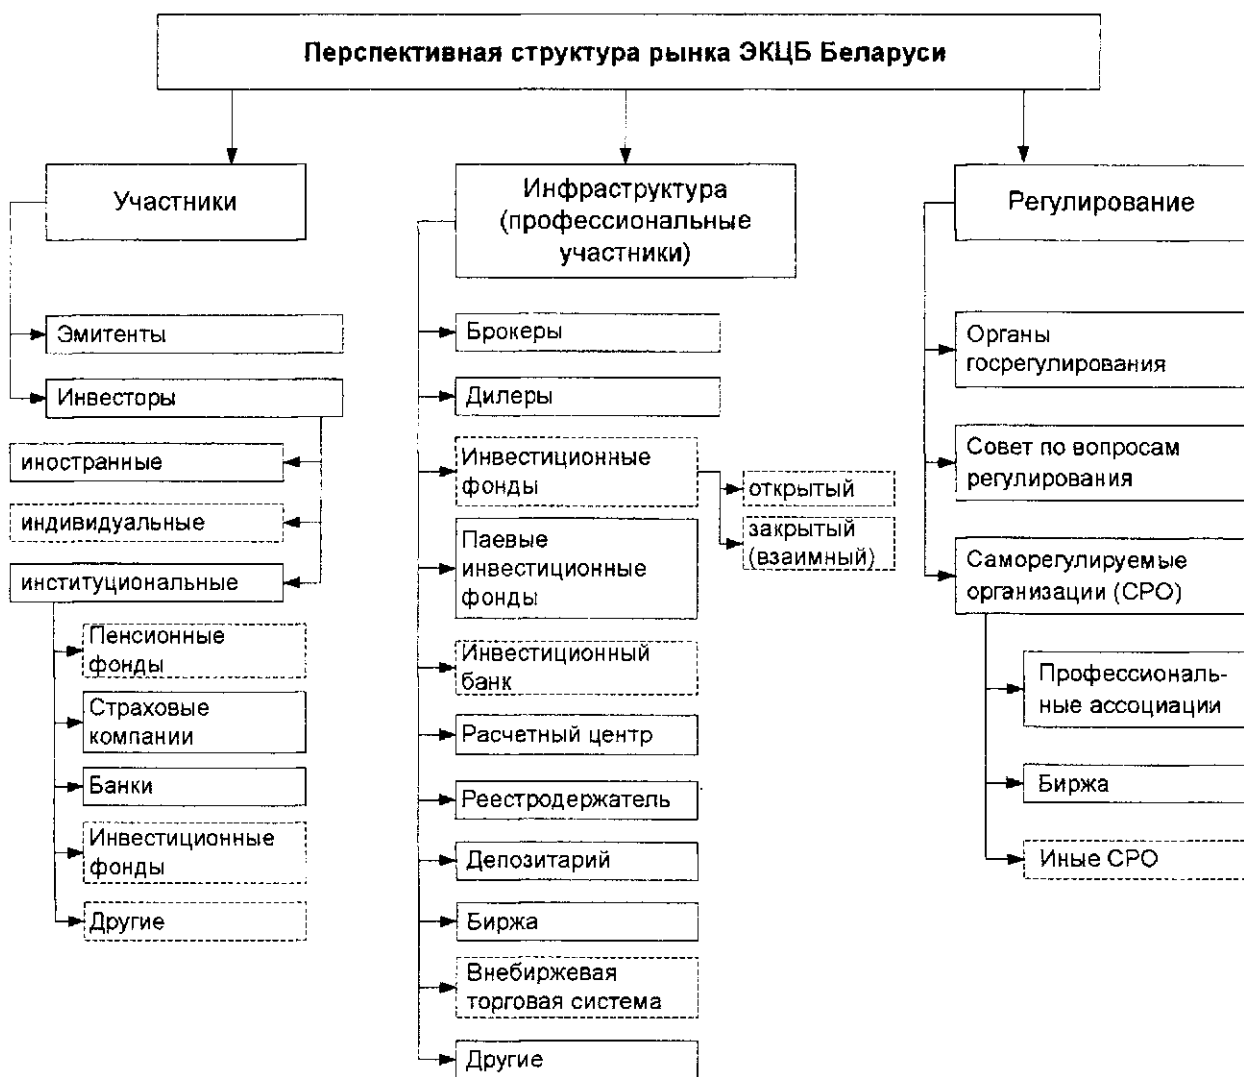 Перспективная структура рынка ЭКЦБ Беларуси
Участники
Эмитенты
Инвесторы
иностранные
индивидуальные
институциональные
Пенсионные
фонды
Страховые
компании
Банки
Инвестиционные
фонды
Другие
Инфраструктура
(профессиональные
участники)
Брокеры
Дилеры
Инвестиционные
фонды
открытый
закрытый
(взаимный)
Паевые
инвестиционные
фонды
Инвестиционный
банк
Расчетный центр
Реестродержатель
Депозитарий
Биржа
Внебиржевая
торговая система
Другие
Регулирование
Органы
госрегулирования
Совет по вопросам
регулирования
Саморегулируемые
организации (СРО)
Профессиональ-
ные ассоциации
Биржа
Иные СРО